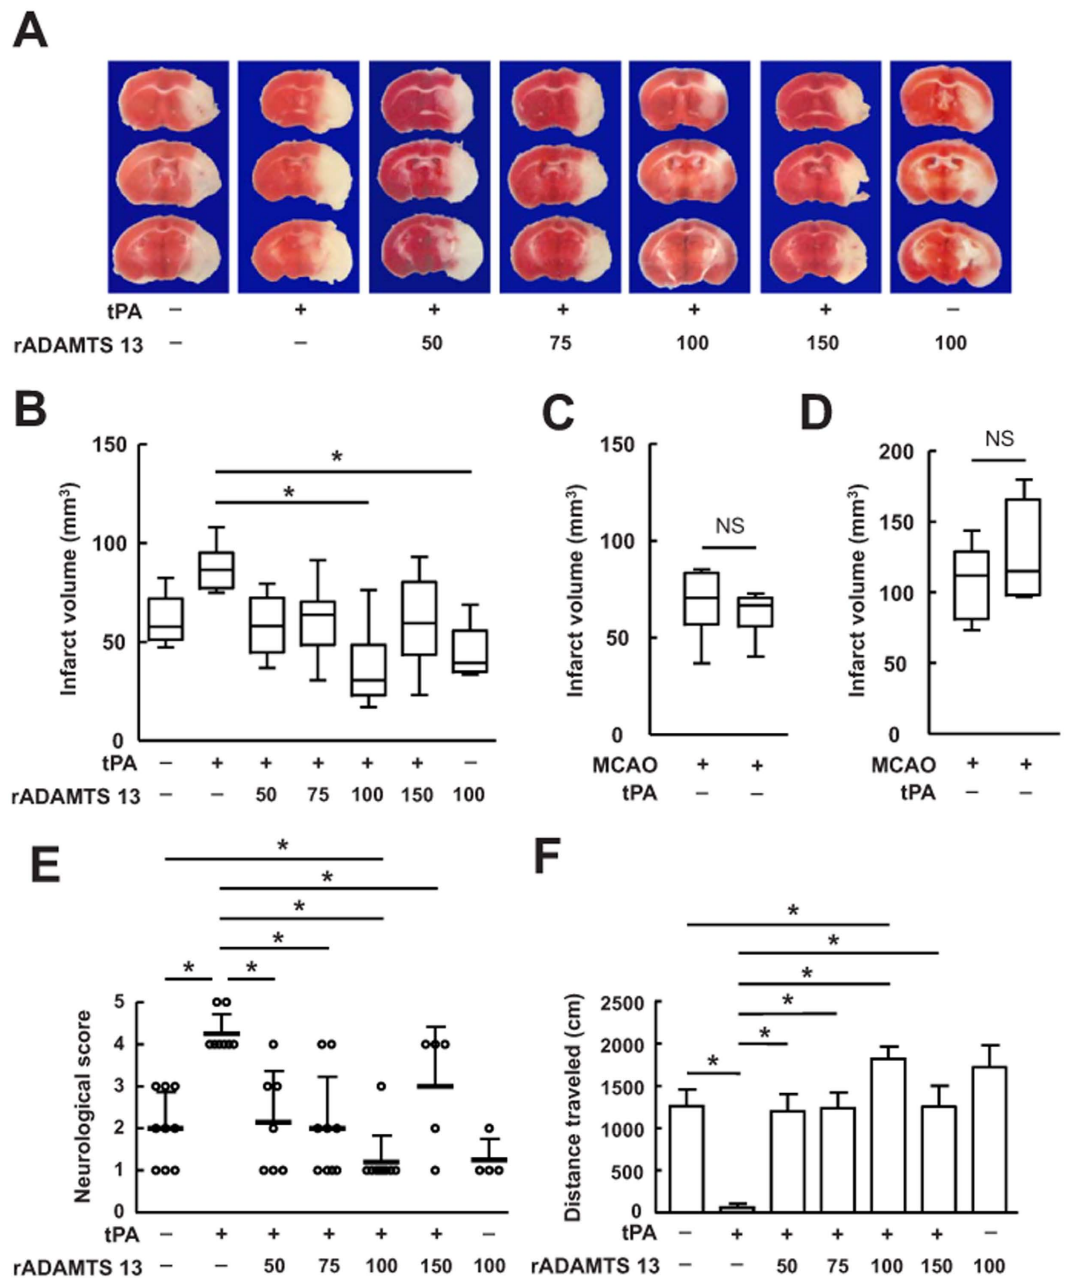 A
tPA − + + + + + −
rADAMTS 13 − − 50 75 100 150 100
B
Infarct volume (mm³)
150
100
50
0
* 
*
tPA − + + + + + −
rADAMTS 13 − − 50 75 100 150 100
C
Infarct volume (mm³)
150
100
50
0
NS
MCAO + +
tPA − −
D
Infarct volume (mm³)
200
150
100
50
0
NS
MCAO + +
tPA − −
E
Neurological score
*
*
*
*
* *
5
4
3
2
1
0
tPA − + + + + + −
rADAMTS 13 − − 50 75 100 150 100
F
Distance traveled (cm)
*
*
*
*
*
*
2500
2000
1500
1000
500
0
tPA − + + + + + −
rADAMTS 13 − − 50 75 100 150 100